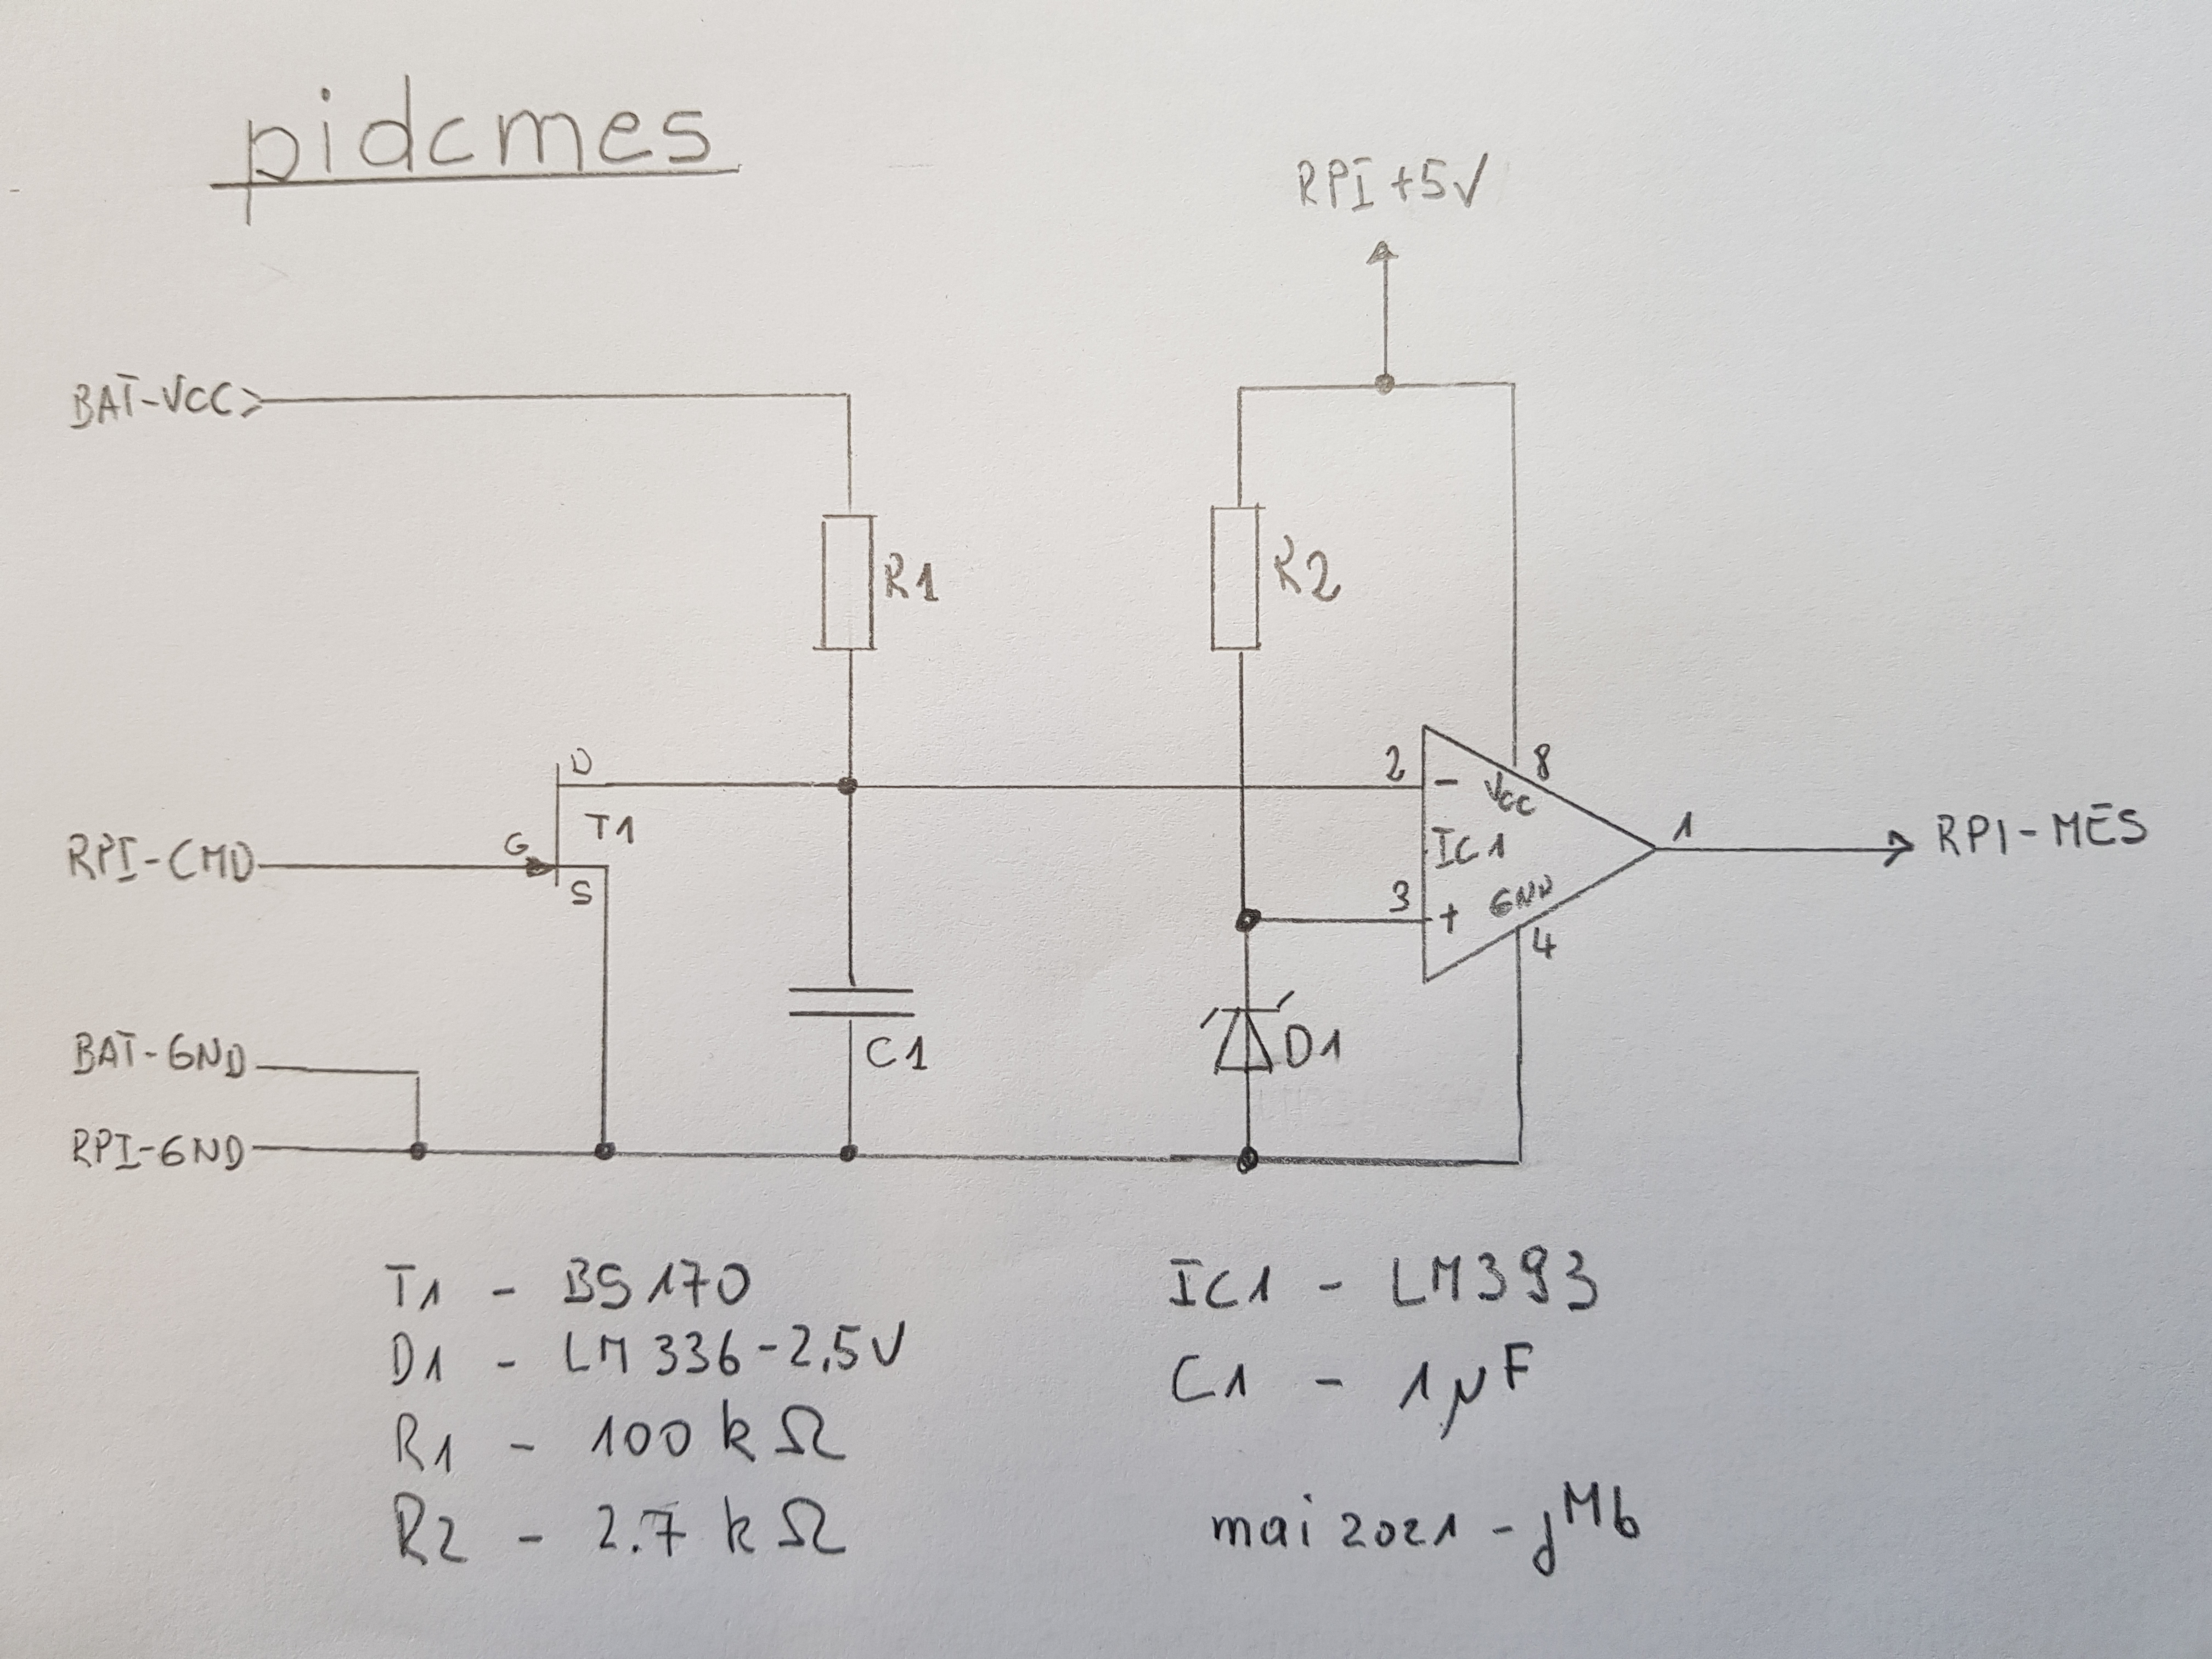 pidcmes
RPI +5V
BAT-VCC
R1
R2
D
2
-
VCC
8
T1
G
RPI-CMD
S
IC1
1
RPI-MES
3
+
GND
4
BAT-GND
C1
D1
RPI-GND
T1 - BS170
IC1 - LM393
D1 - LM336-2.5V
C1 - 1µF
R1 - 100 kΩ
R2 - 2.7 kΩ
mai 2021 - jMb